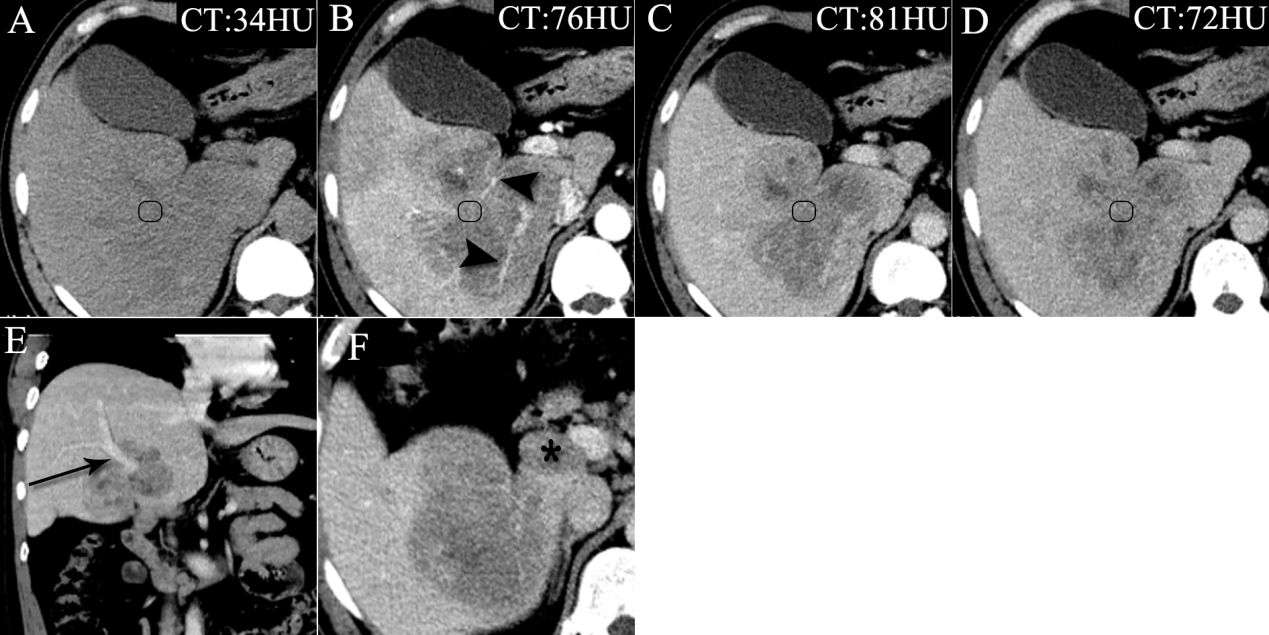 A CT:34HU
B CT:76HU
C CT:81HU
D CT:72HU
E
F *